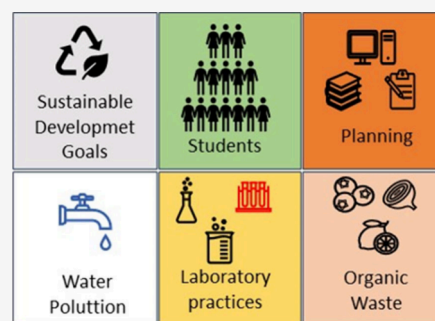 Sustainable
Developmet
Goals
Students
Planning
Water
Poluttion
Laboratory
practices
Organic
Waste